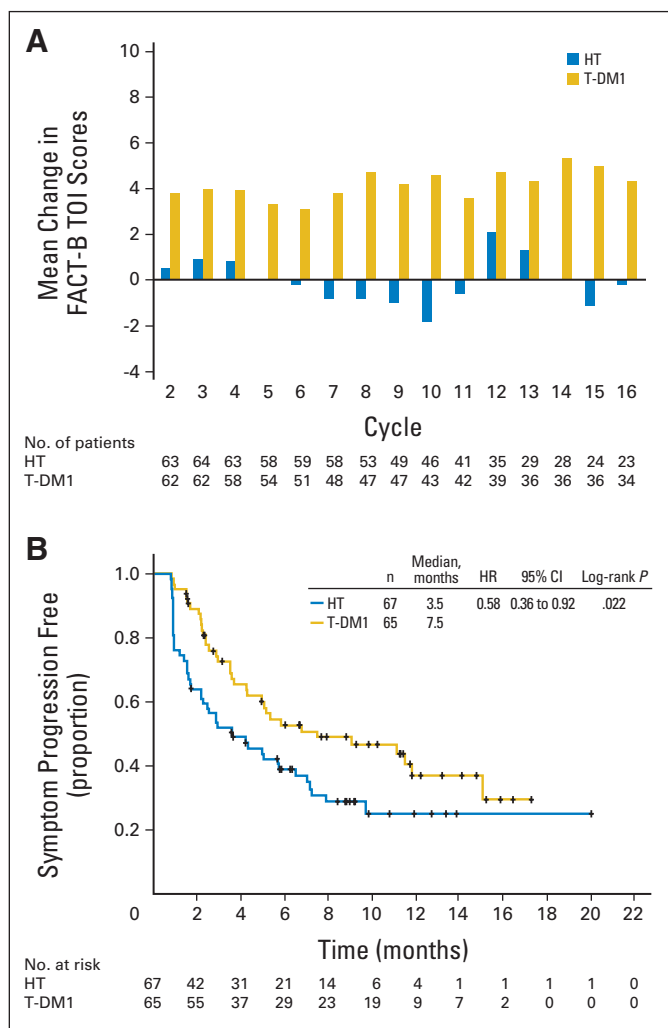 A
HT
T-DM1
Mean Change in
FACT-B TOI Scores
10
8
6
4
2
0
-2
-4
2 3 4 5 6 7 8 9 10 11 12 13 14 15 16
Cycle
No. of patients
HT 63 64 63 58 59 58 53 49 46 41 35 29 28 24 23
T-DM1 62 62 58 54 51 48 47 47 43 42 39 36 36 36 34
B
n Median, months HR 95% CI Log-rank P
HT 67 3.5 0.58 0.36 to 0.92 .022
T-DM1 65 7.5
Symptom Progression Free
(proportion)
1.0
0.8
0.6
0.4
0.2
0 2 4 6 8 10 12 14 16 18 20 22
Time (months)
No. at risk
HT 67 42 31 21 14 6 4 1 1 1 1 0
T-DM1 65 55 37 29 23 19 9 7 2 0 0 0